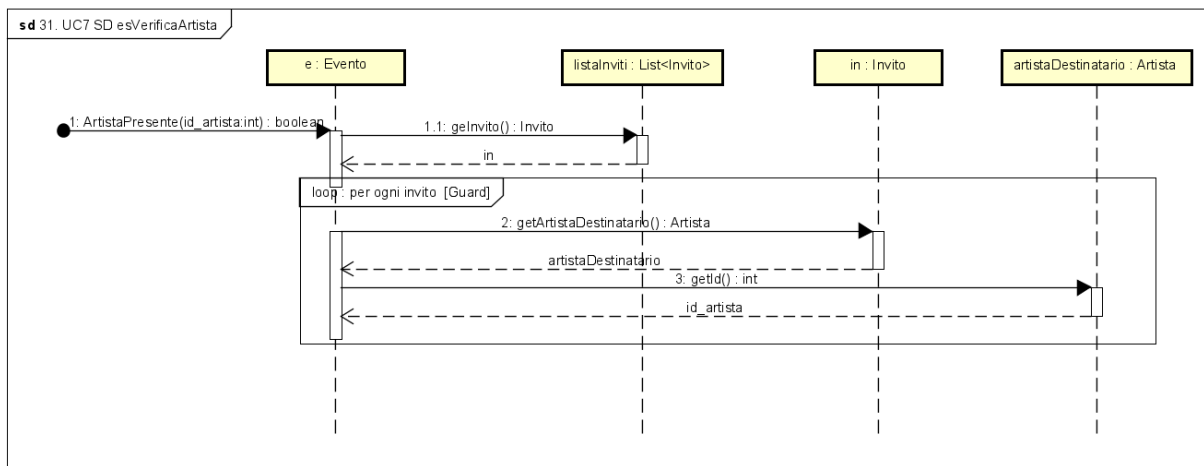 sd 31. UC7 SD esVerificaArtista
e : Evento
listaInviti : List<Invito>
in : Invito
artistaDestinatario : Artista
1: ArtistaPresente(id_artista:int) : boolean
1.1: geInvito() : Invito
in
loop : per ogni invito [Guard]
2: getArtistaDestinatario() : Artista
artistaDestinatario
3: getId() : int
id_artista